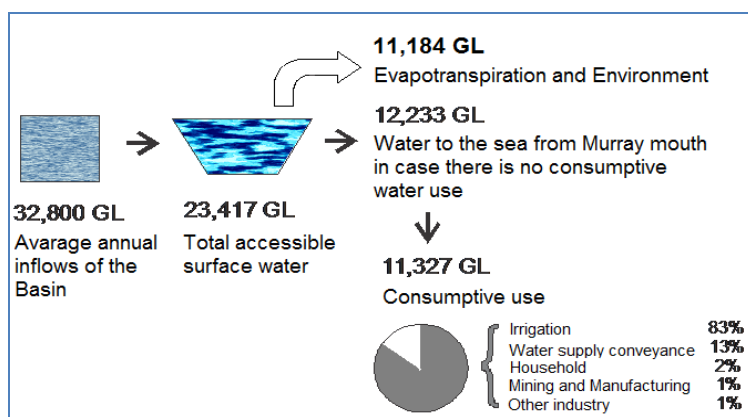 11,184 GL
Evapotranspiration and Environment
12,233 GL
Water to the sea from Murray mouth
in case there is no consumptive
water use
32,800 GL
Avarage annual
inflows of the
Basin
23,417 GL
Total accessible
surface water
11,327 GL
Consumptive use
Irrigation 83%
Water supply conveyance 13%
Household 2%
Mining and Manufacturing 1%
Other industry 1%